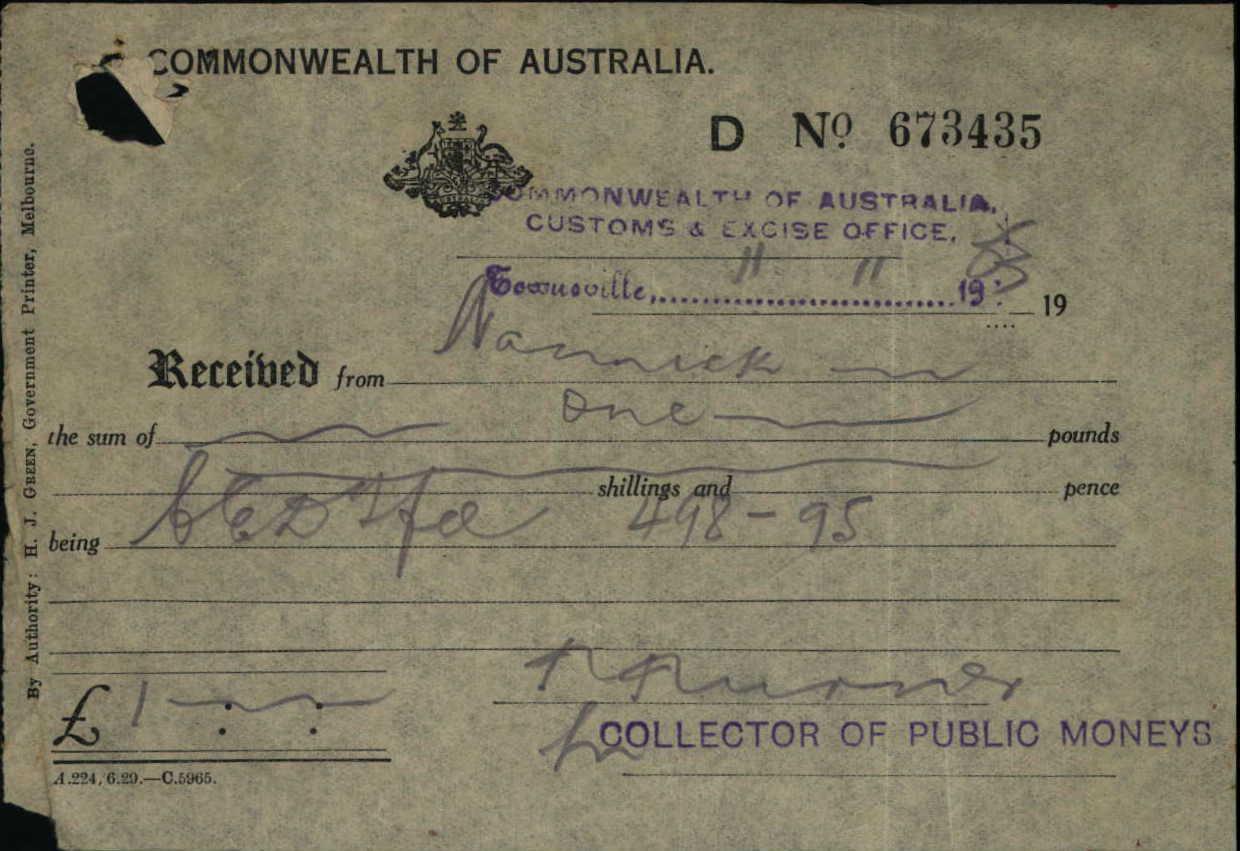 COMMONWEALTH OF AUSTRALIA.
D Nº 673435
COMMONWEALTH OF AUSTRALIA.
CUSTOMS & EXCISE OFFICE,
Townsville, 11 11 19
19
Received from
the sum of One pounds
shillings and pence
being 498-95
£ 1 : :
COLLECTOR OF PUBLIC MONEYS
A.224, 6.29.—C.5965.
By Authority: H. J. GREEN, Government Printer, Melbourne.